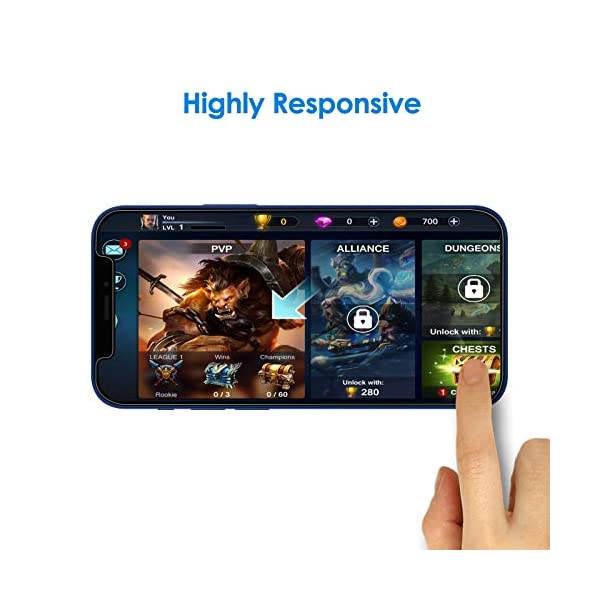 Highly Responsive
You
LVL 1
0
0
700
3
PVP
ALLIANCE
DUNGEONS
LEAGUE 1
Wins
Champions
Rookie
0 / 3
0 / 60
Unlock with:
280
Unlock with:
CHESTS
1